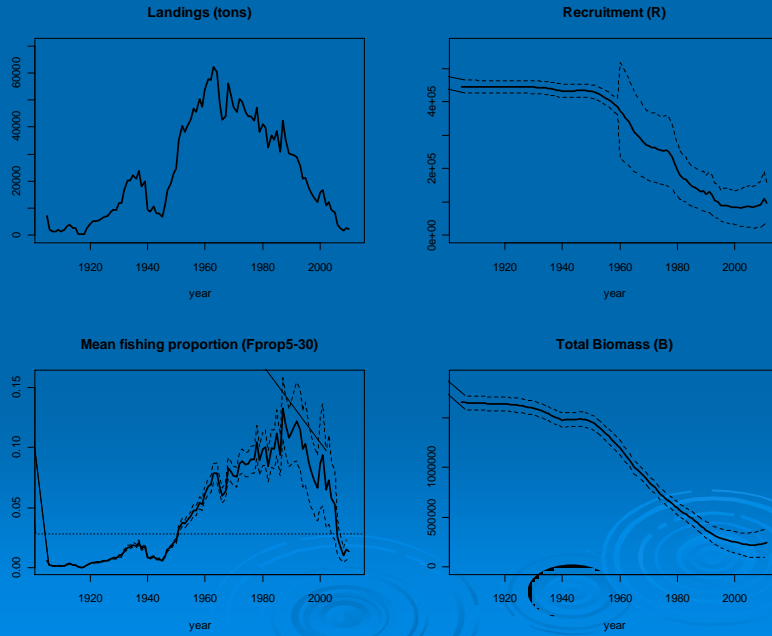 Landings (tons)
60000
40000
20000
0
1920 1940 1960 1980 2000
year
Recruitment (R)
4e+05
2e+05
0e+00
1920 1940 1960 1980 2000
year
Mean fishing proportion (Fprop5-30)
0.15
0.10
0.05
0.00
1920 1940 1960 1980 2000
year
Total Biomass (B)
1000000
500000
0
1920 1940 1960 1980 2000
year